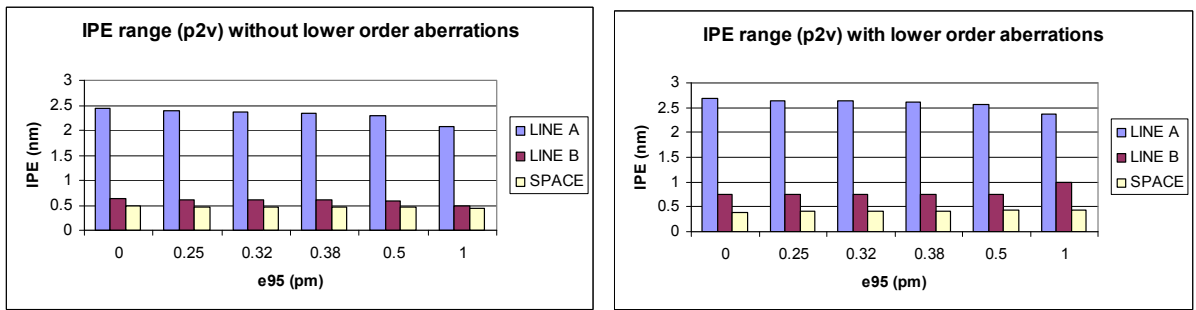 IPE range (p2v) without lower order aberrations
3
2.5
2
1.5
1
0.5
0
IPE (nm)
0 0.25 0.32 0.38 0.5 1
e95 (pm)
LINE A
LINE B
SPACE
IPE range (p2v) with lower order aberrations
3
2.5
2
1.5
1
0.5
0
IPE (nm)
0 0.25 0.32 0.38 0.5 1
e95 (pm)
LINE A
LINE B
SPACE